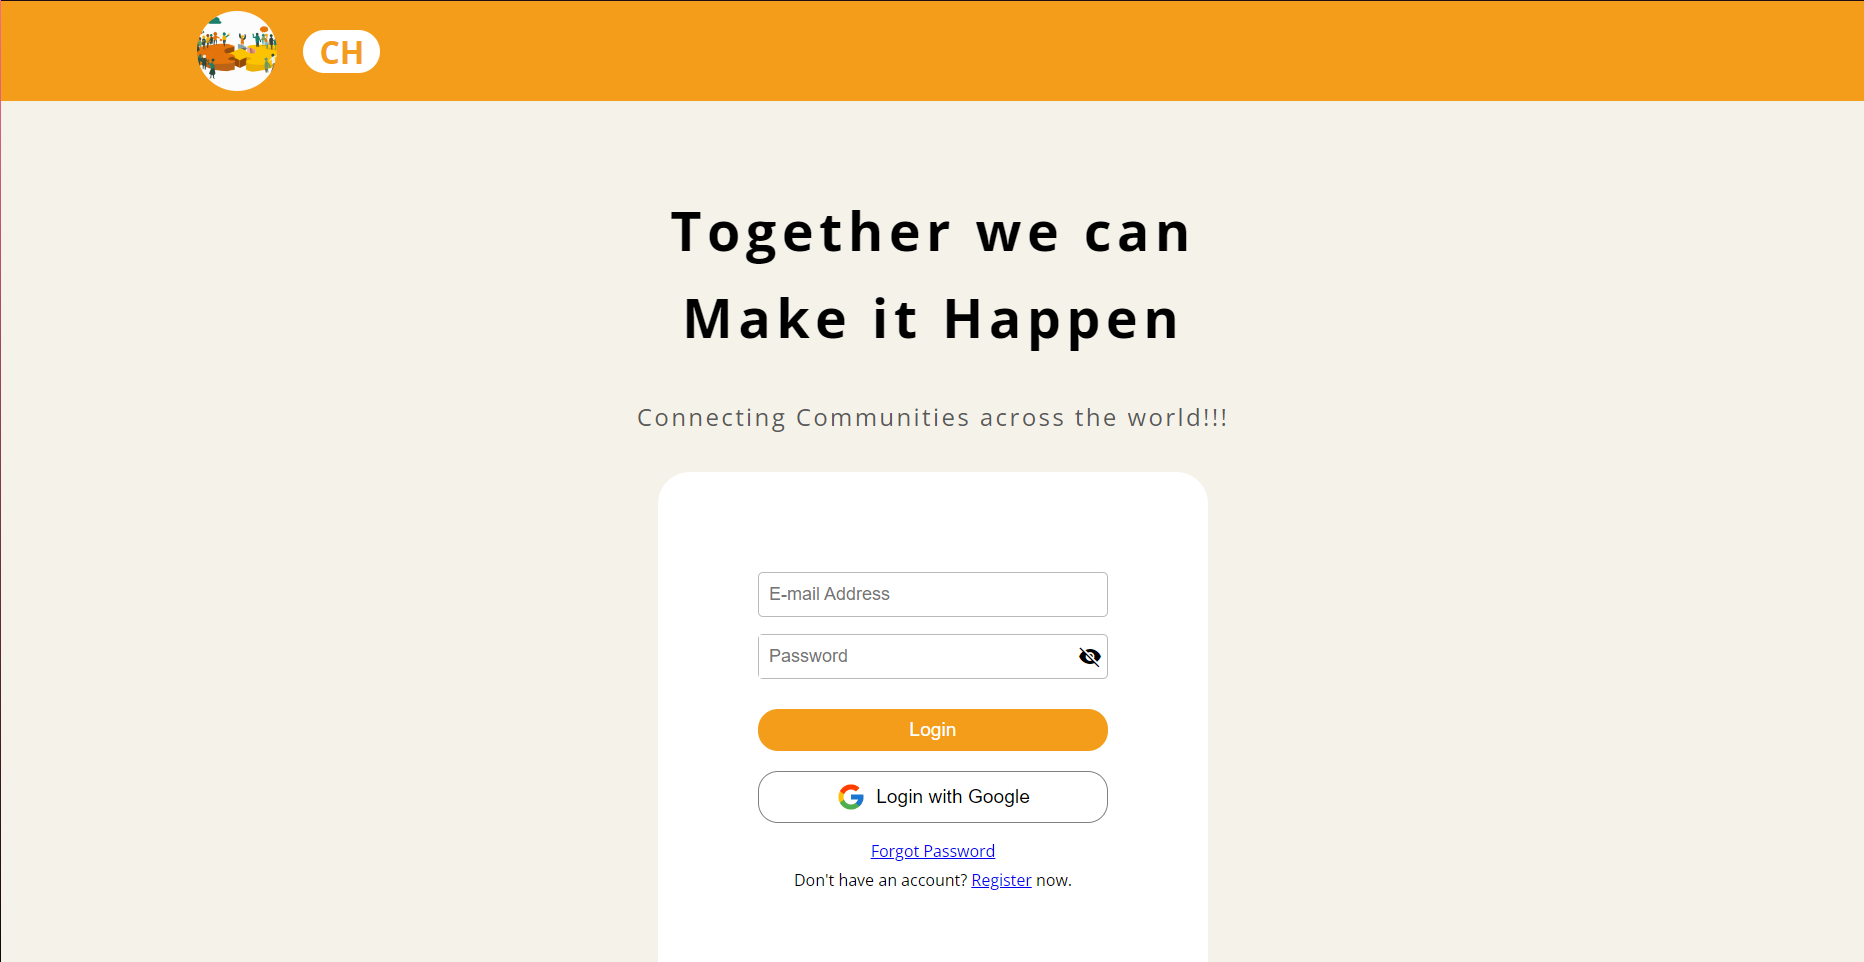 CH
Together we can
Make it Happen
Connecting Communities across the world!!!
E-mail Address
Password
Login
Login with Google
Forgot Password
Don't have an account? Register now.